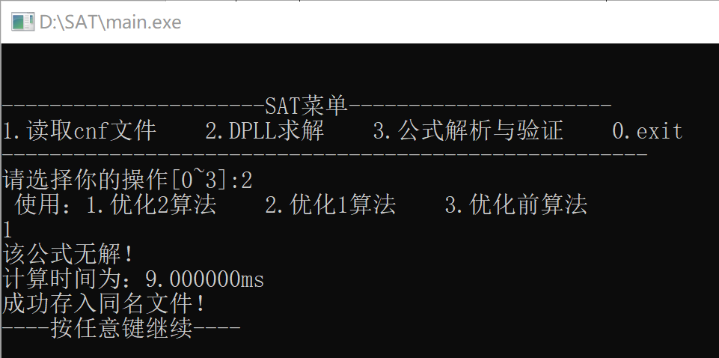 D:\SAT\main.exe
----------------------SAT菜单----------------------
1.读取cnf文件    2.DPLL求解    3.公式解析与验证    0.exit
------------------------------------------------------
请选择你的操作[0~3]:2
使用：1.优化2算法    2.优化1算法    3.优化前算法
1
该公式无解！
计算时间为：9.000000ms
成功存入同名文件！
----按任意键继续----